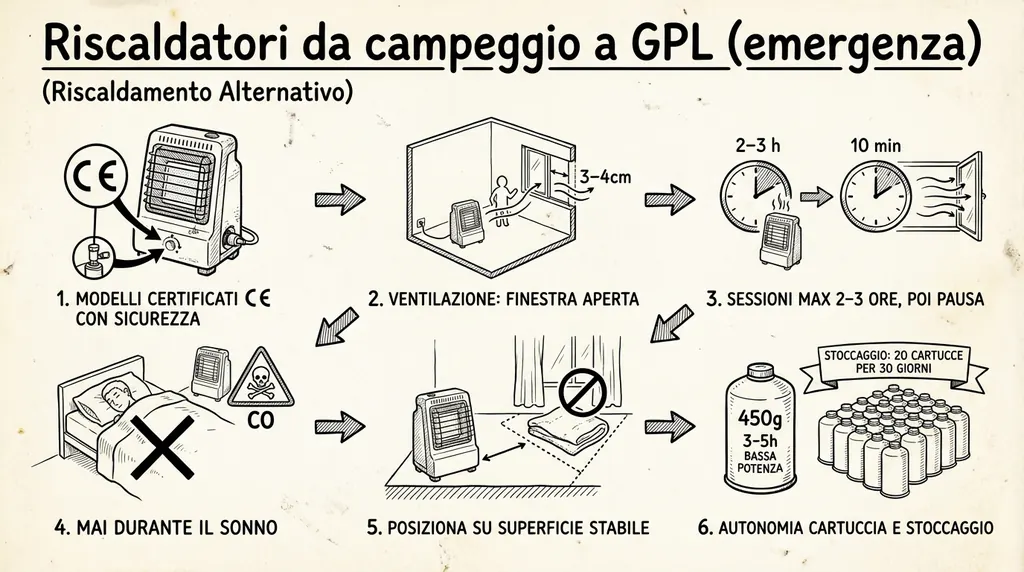 Riscaldatori da campeggio a GPL (emergenza)
(Riscaldamento Alternativo)
CE
1. MODELLI CERTIFICATI CE
CON SICUREZZA
3-4cm
2. VENTILAZIONE: FINESTRA APERTA
2-3 h
10 min
3. SESSIONI MAX 2-3 ORE, POI PAUSA
CO
4. MAI DURANTE IL SONNO
5. POSIZIONA SU SUPERFICIE STABILE
450g
3-5h
BASSA
POTENZA
STOCCAGGIO: 20 CARTUCCE
PER 30 GIORNI
6. AUTONOMIA CARTUCCIA E STOCCAGGIO